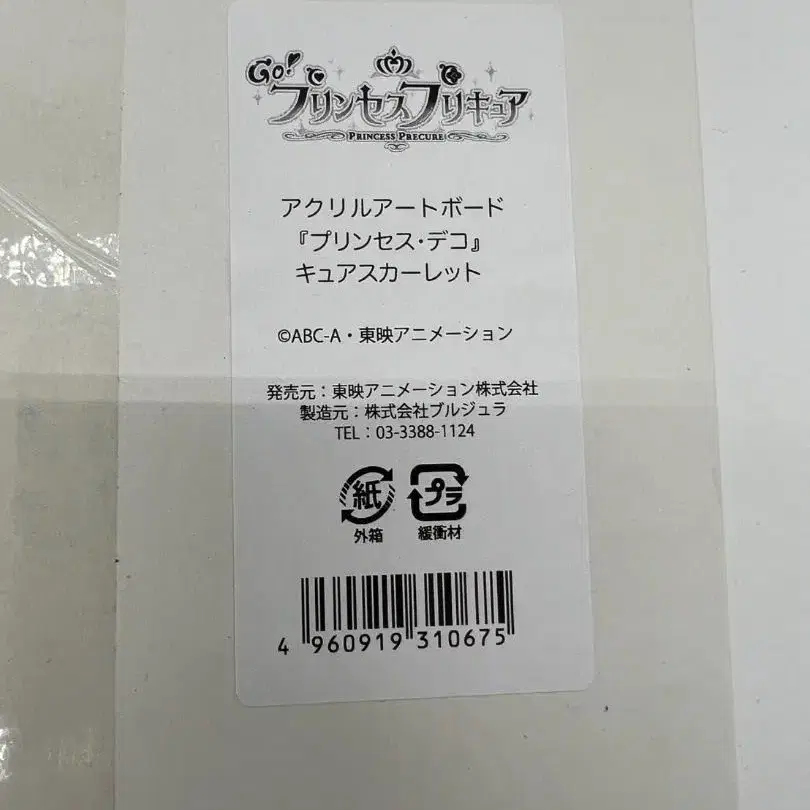 Go!
プリンセスプリキュア
PRINCESS PRECURE
アクリルアートボード
『プリンセス・デコ』
キュアスカーレット
©ABC-A・東映アニメーション
発売元：東映アニメーション株式会社
製造元：株式会社ブルジュラ
TEL：03-3388-1124
紙 プラ
外箱 緩衝材
4 960919 310675